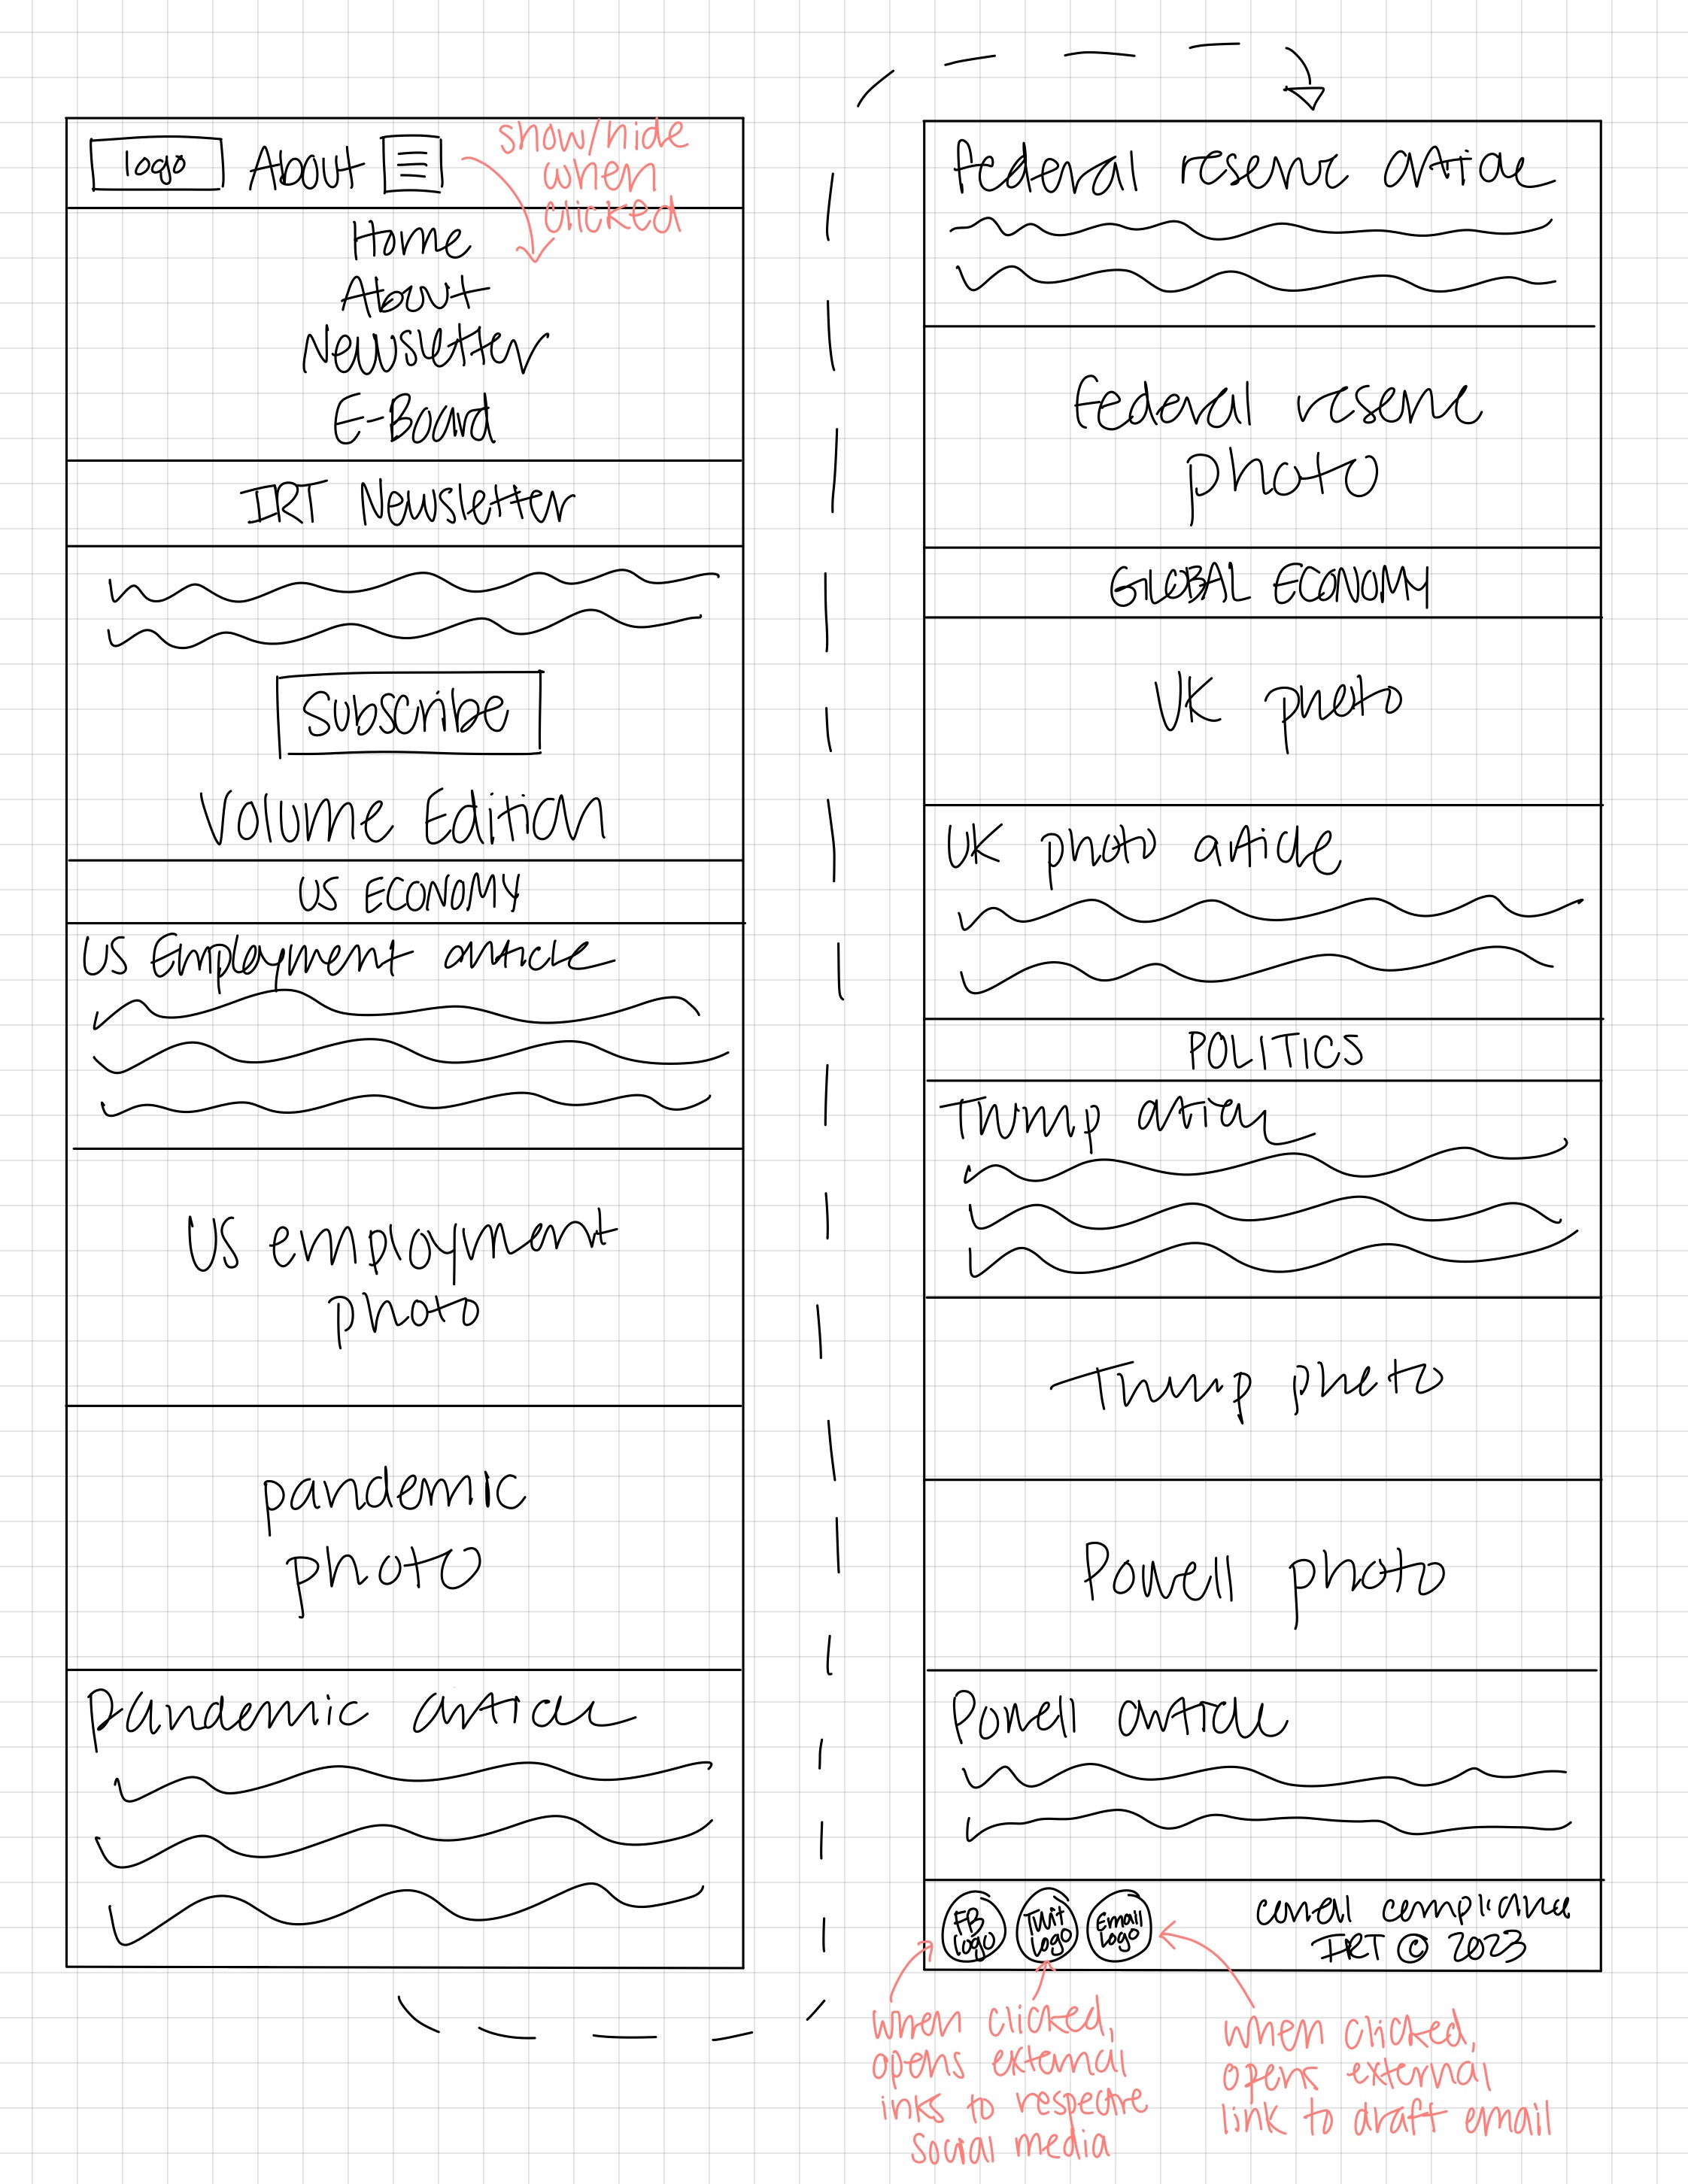 logo
About
show/hide
when
clicked
Home
About
Newsletter
E-Board
IRT Newsletter
Subscribe
Volume Edition
US ECONOMY
US Employment article
US employment
photo
pandemic
photo
Pandemic article
federal reserve article
federal reserve
photo
GLOBAL ECONOMY
UK photo
UK photo article
POLITICS
Trump article
Trump photo
Powell photo
Powell article
FB
logo
Twit
logo
Email
logo
conell compliance
IRT © 2023
when clicked,
opens external
inks to respective
social media
when clicked,
opens external
link to draft email